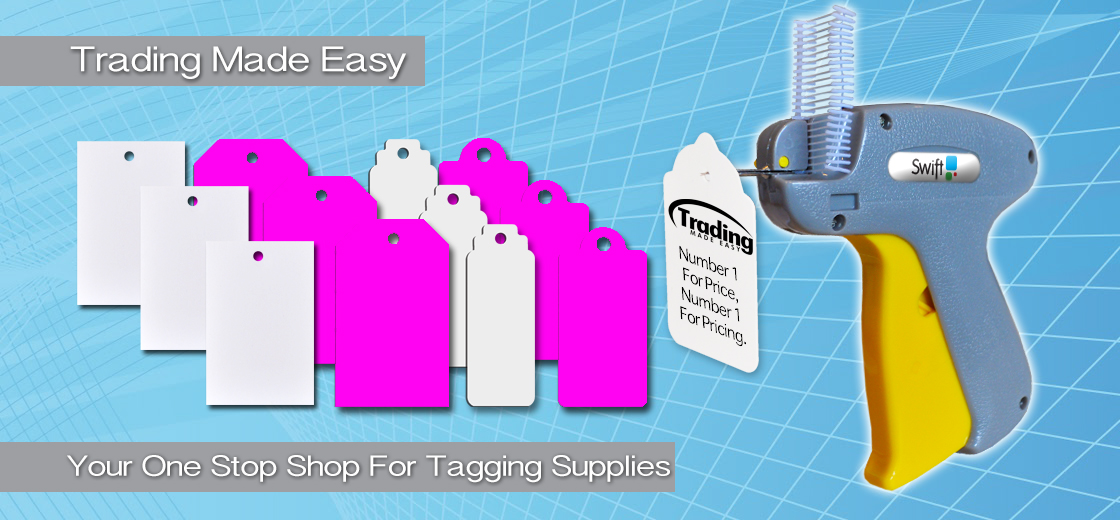 Trading Made Easy
Swift
Trading
MADE EASY
Number 1
For Price,
Number 1
For Pricing.
Your One Stop Shop For Tagging Supplies